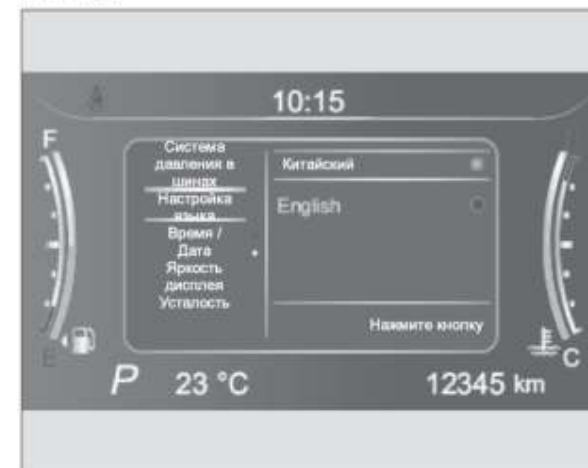 10:15
F
Система
давления в
шинах
Настройка
языка
Время /
Дата
Яркость
дисплея
Усталость
Китайский
English
Нажмите кнопку
E
C
P
23 °C
12345 km